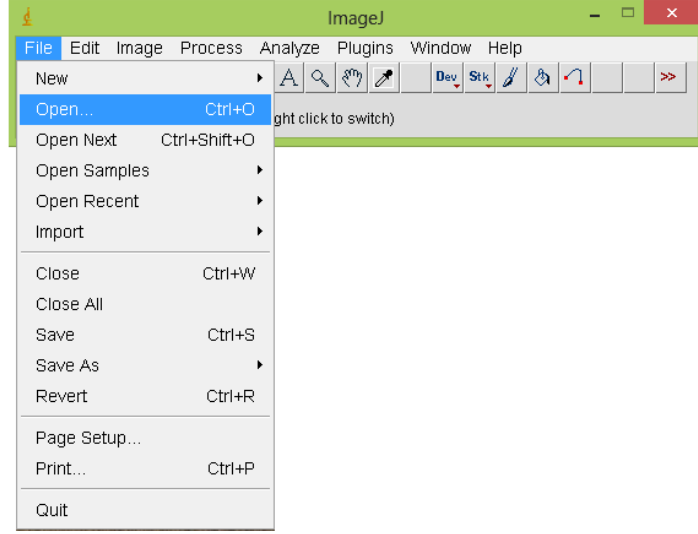 ImageJ
File Edit Image Process Analyze Plugins Window Help
New
A Dev Stk >>
Open... Ctrl+O
ght click to switch)
Open Next Ctrl+Shift+O
Open Samples
Open Recent
Import
Close Ctrl+W
Close All
Save Ctrl+S
Save As
Revert Ctrl+R
Page Setup...
Print... Ctrl+P
Quit